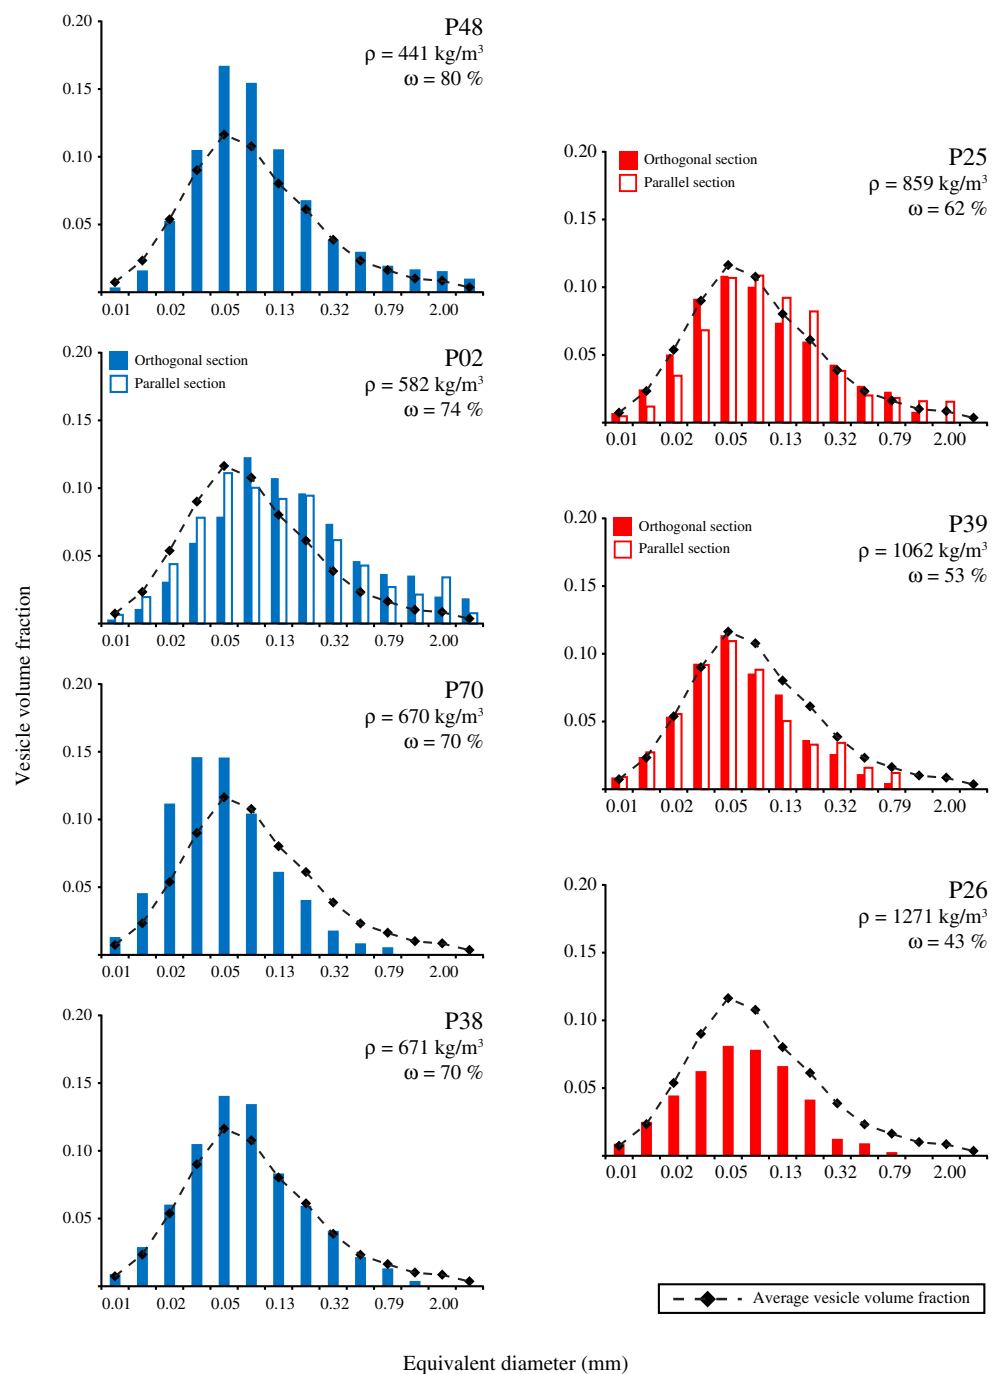 Vesicle volume fraction
P48
ρ = 441 kg/m³
ω = 80 %
0.20
0.15
0.10
0.05
0.01 0.02 0.05 0.13 0.32 0.79 2.00
P02
ρ = 582 kg/m³
ω = 74 %
Orthogonal section
Parallel section
0.20
0.15
0.10
0.05
0.01 0.02 0.05 0.13 0.32 0.79 2.00
P70
ρ = 670 kg/m³
ω = 70 %
0.20
0.15
0.10
0.05
0.01 0.02 0.05 0.13 0.32 0.79 2.00
P38
ρ = 671 kg/m³
ω = 70 %
0.20
0.15
0.10
0.05
0.01 0.02 0.05 0.13 0.32 0.79 2.00
P25
ρ = 859 kg/m³
ω = 62 %
Orthogonal section
Parallel section
0.20
0.15
0.10
0.05
0.01 0.02 0.05 0.13 0.32 0.79 2.00
P39
ρ = 1062 kg/m³
ω = 53 %
Orthogonal section
Parallel section
0.20
0.15
0.10
0.05
0.01 0.02 0.05 0.13 0.32 0.79 2.00
P26
ρ = 1271 kg/m³
ω = 43 %
0.20
0.15
0.10
0.05
0.01 0.02 0.05 0.13 0.32 0.79 2.00
Average vesicle volume fraction
Equivalent diameter (mm)